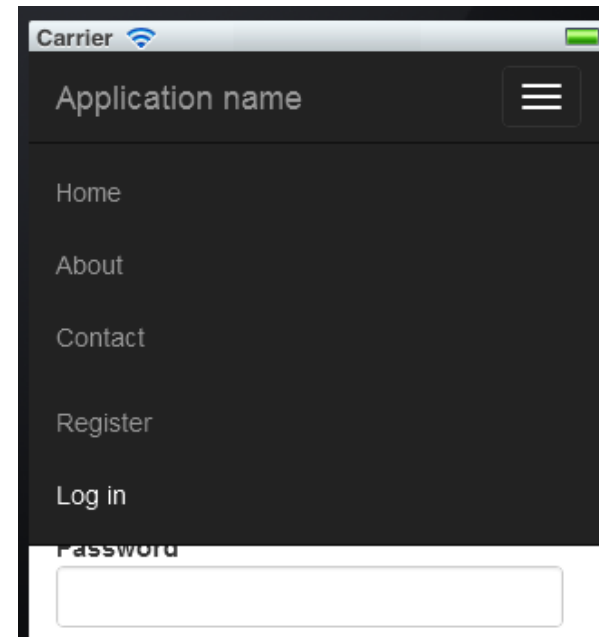 Carrier
Application name
Home
About
Contact
Register
Log in
Password